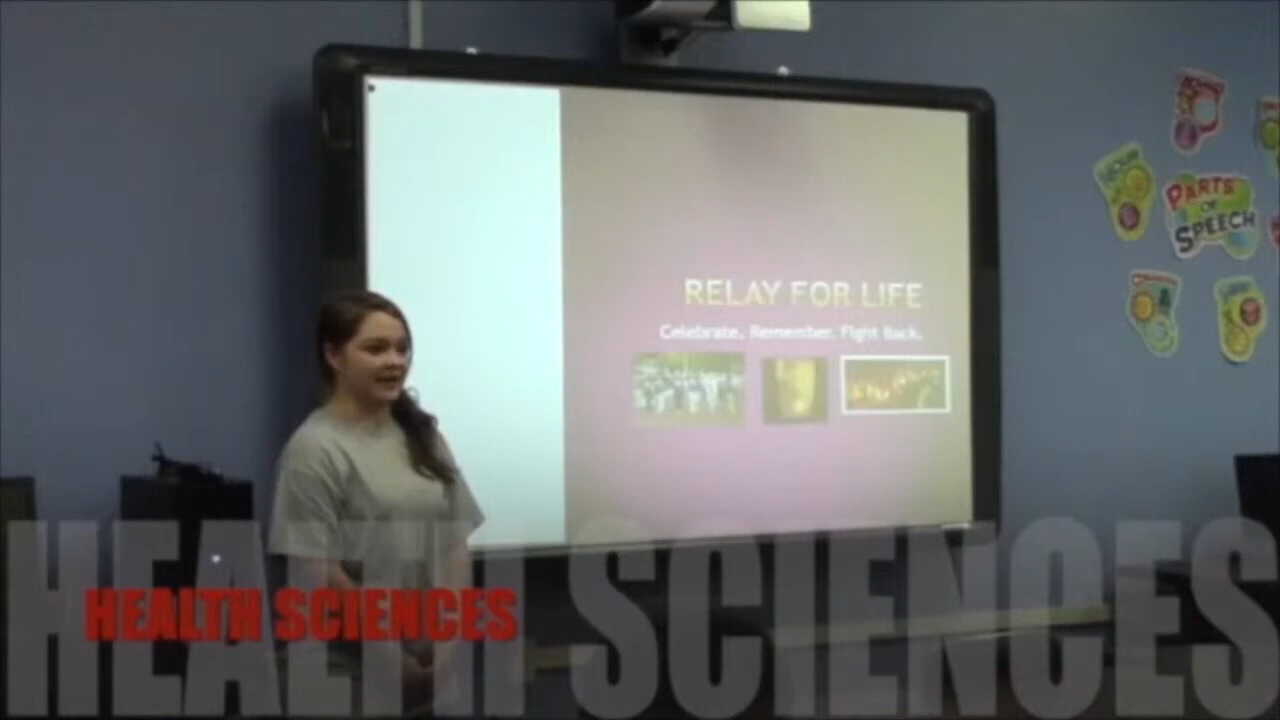 RELAY FOR LIFE
Celebrate. Remember. Fight Back.
PARTS
OF
SPEECH
HEALTH SCIENCES
HEALTH SCIENCES